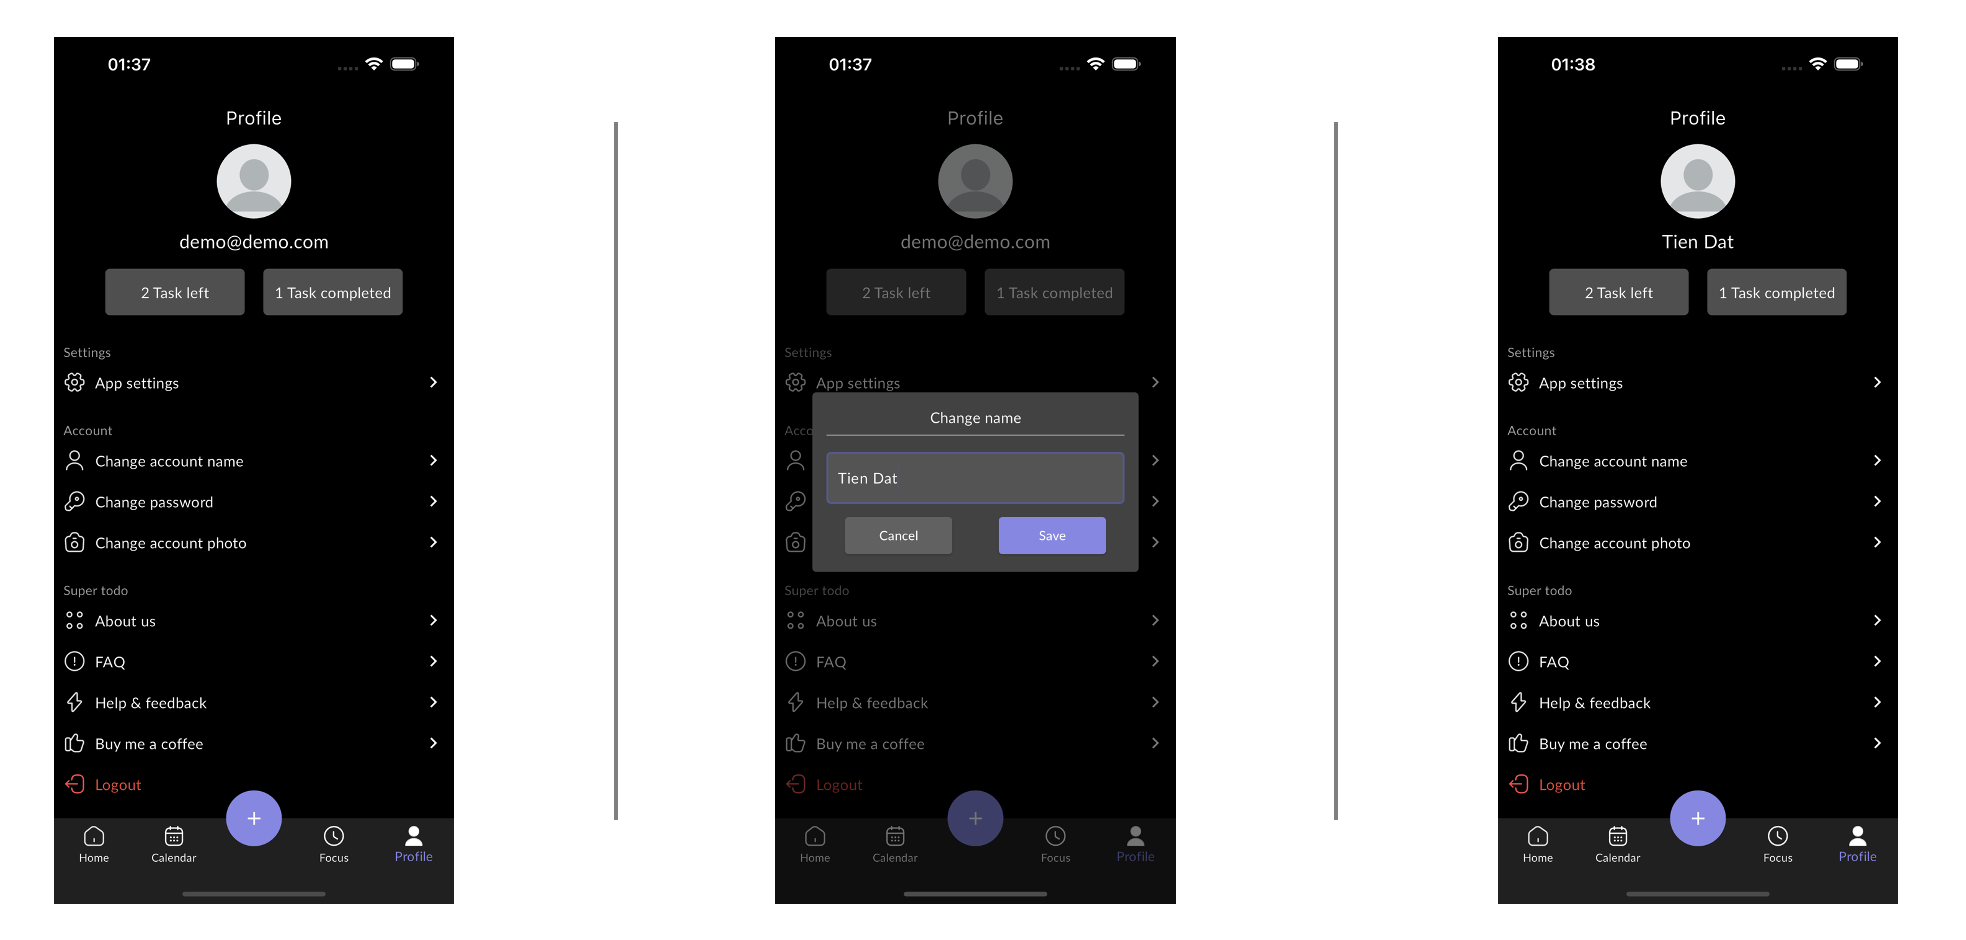 01:37
Profile
demo@demo.com
2 Task left
1 Task completed
Settings
App settings
Account
Change account name
Change password
Change account photo
Super todo
About us
FAQ
Help & feedback
Buy me a coffee
Logout
+
Home
Calendar
Focus
Profile
01:37
Profile
demo@demo.com
2 Task left
1 Task completed
Settings
App settings
Acco
Change name
Tien Dat
Cancel
Save
Super todo
About us
FAQ
Help & feedback
Buy me a coffee
Logout
+
Home
Calendar
Focus
Profile
01:38
Profile
Tien Dat
2 Task left
1 Task completed
Settings
App settings
Account
Change account name
Change password
Change account photo
Super todo
About us
FAQ
Help & feedback
Buy me a coffee
Logout
+
Home
Calendar
Focus
Profile